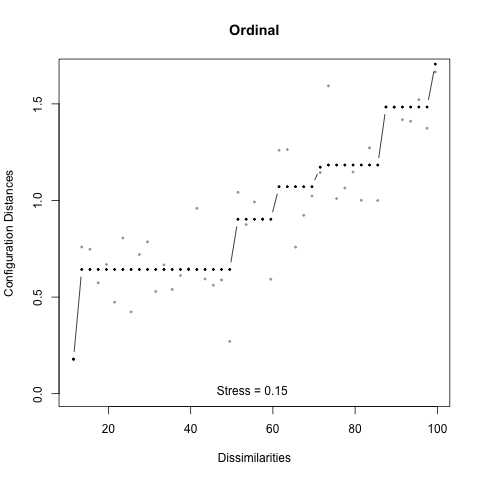 Ordinal
1.5
1.0
0.5
0.0
Configuration Distances
Stress = 0.15
20 40 60 80 100
Dissimilarities